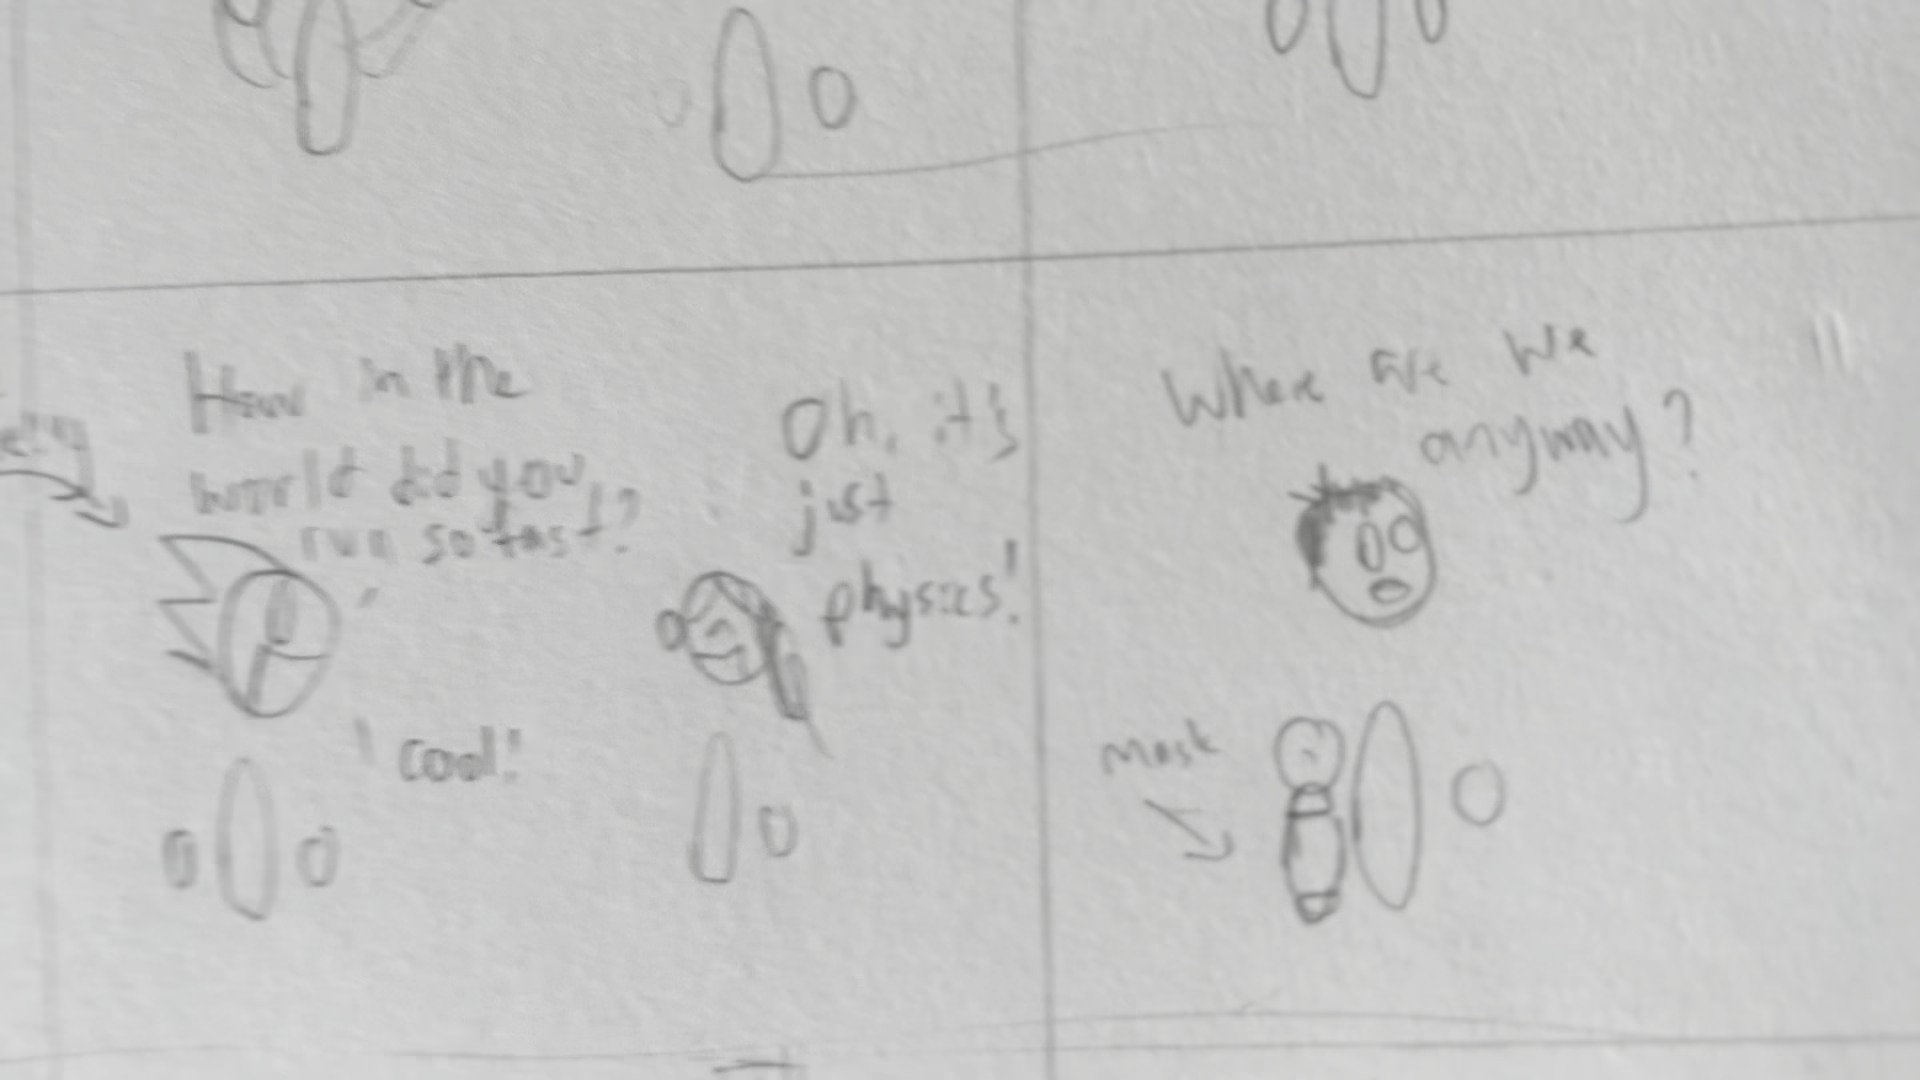 How in the
world did you
run so fast!?
Oh, it's
just
physics!
cool!
Where are we
anyway?
mask